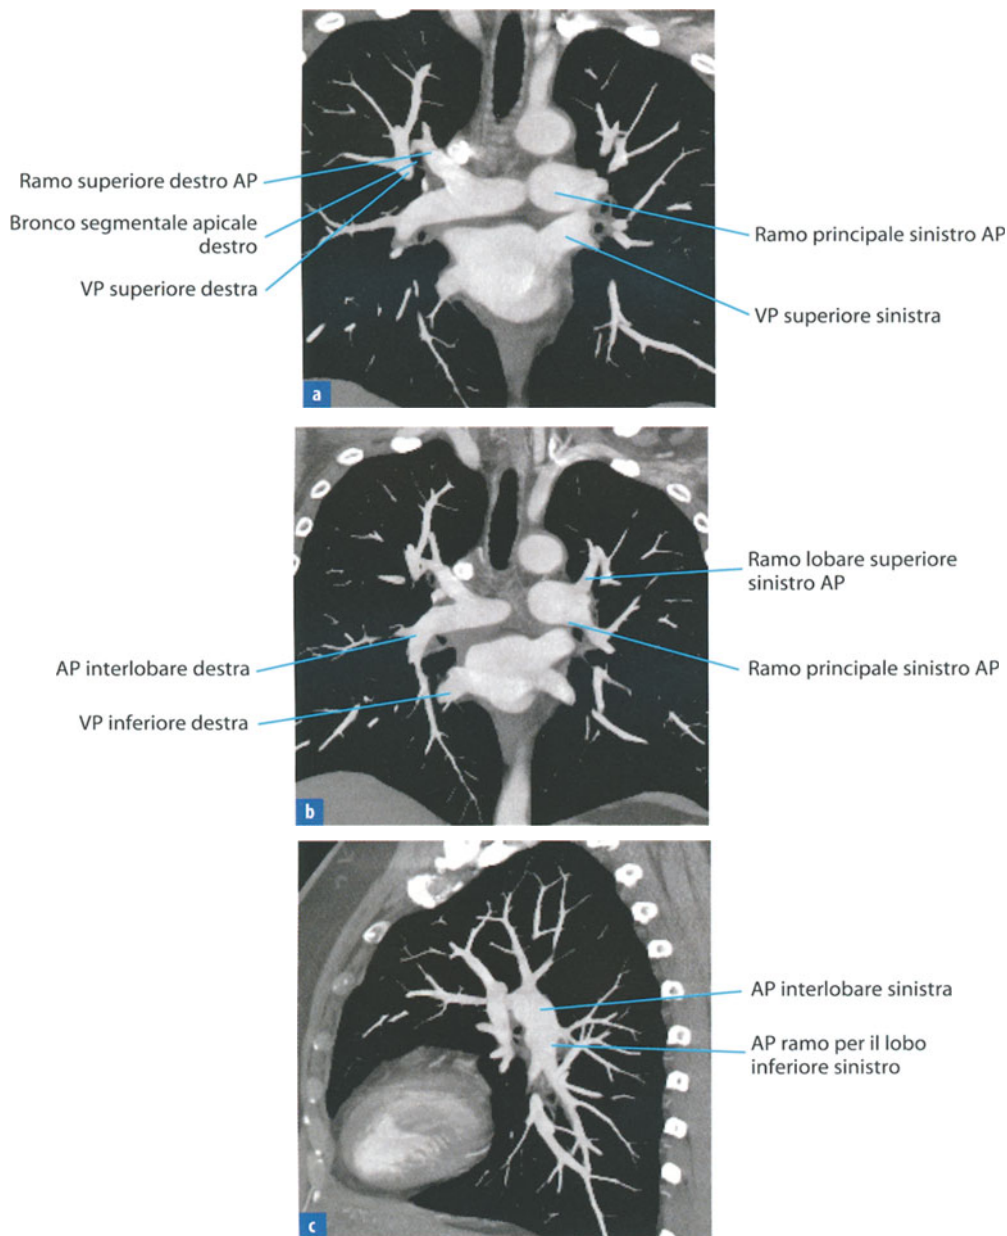 Ramo superiore destro AP
Bronco segmentale apicale
destro
VP superiore destra
Ramo principale sinistro AP
VP superiore sinistra
a
Ramo lobare superiore
sinistro AP
AP interlobare destra
Ramo principale sinistro AP
VP inferiore destra
b
AP interlobare sinistra
AP ramo per il lobo
inferiore sinistro
c